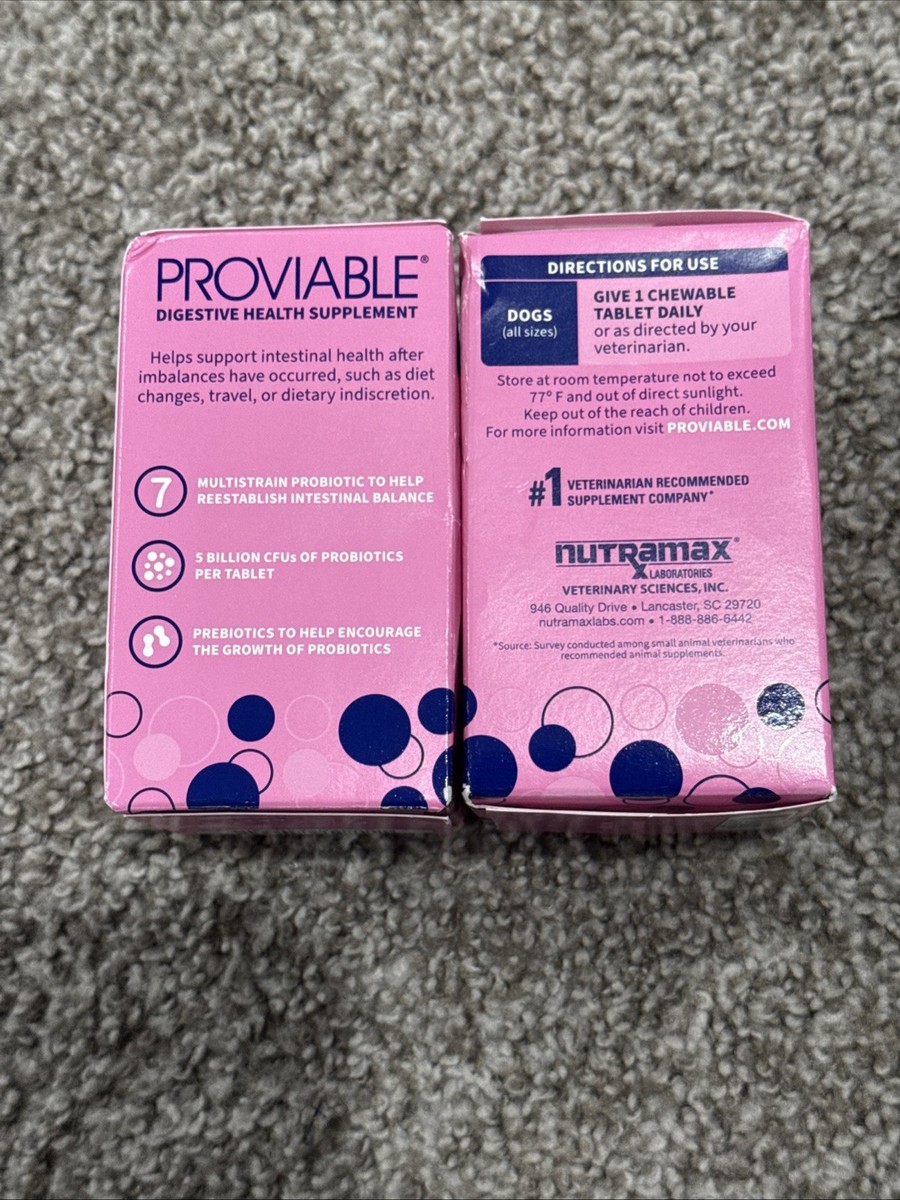 PROVIABLE®
DIGESTIVE HEALTH SUPPLEMENT
Helps support intestinal health after
imbalances have occurred, such as diet
changes, travel, or dietary indiscretion.
7
MULTISTRAIN PROBIOTIC TO HELP
REESTABLISH INTESTINAL BALANCE
5 BILLION CFUs OF PROBIOTICS
PER TABLET
PREBIOTICS TO HELP ENCOURAGE
THE GROWTH OF PROBIOTICS
DIRECTIONS FOR USE
DOGS
(all sizes)
GIVE 1 CHEWABLE
TABLET DAILY
or as directed by your
veterinarian.
Store at room temperature not to exceed
77° F and out of direct sunlight.
Keep out of the reach of children.
For more information visit PROVIABLE.COM
#1 VETERINARIAN RECOMMENDED
SUPPLEMENT COMPANY*
nutramax®
LABORATORIES
VETERINARY SCIENCES, INC.
946 Quality Drive • Lancaster, SC 29720
nutramaxlabs.com • 1-888-886-6442
*Source: Survey conducted among small animal veterinarians who
recommended animal supplements.